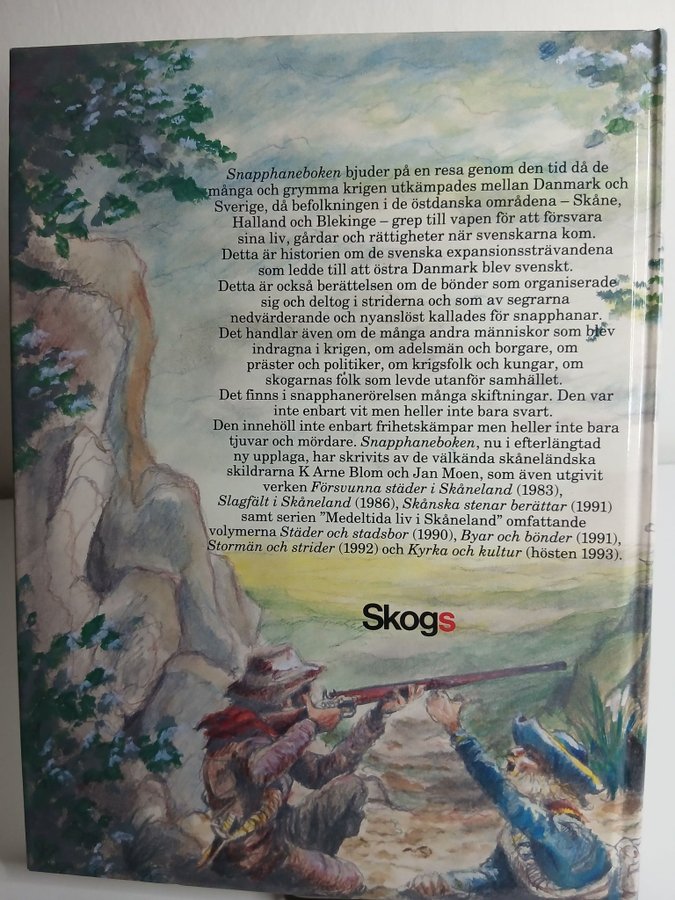 Snapphaneboken bjuder på en resa genom den tid då de
många och grymma krigen utkämpades mellan Danmark och
Sverige, då befolkningen i de östdanska områdena – Skåne,
Halland och Blekinge – grep till vapen för att försvara
sina liv, gårdar och rättigheter när svenskarna kom.
Detta är historien om de svenska expansionssträvandena
som ledde till att östra Danmark blev svenskt.
Detta är också berättelsen om de bönder som organiserade
sig och deltog i striderna och som av segrarna
nedvärderande och nyanslöst kallades för snapphanar.
Det handlar även om de många andra människor som blev
indragna i krigen, om adelsmän och borgare, om
präster och politiker, om krigsfolk och kungar, om
skogarnas folk som levde utanför samhället.
Det finns i snapphanerörelsen många skiftningar. Den var
inte enbart vit men heller inte bara svart.
Den innehöll inte enbart frihetskämpar men heller inte bara
tjuvar och mördare. Snapphaneboken, nu i efterlängtad
ny upplaga, har skrivits av de välkända skåneländska
skildrarna K Arne Blom och Jan Moen, som även utgivit
verken Försvunna städer i Skåneland (1983),
Slagfält i Skåneland (1986), Skånska stenar berättar (1991)
samt serien ”Medeltida liv i Skåneland” omfattande
volymerna Städer och stadsbor (1990), Byar och bönder (1991),
Stormän och strider (1992) och Kyrka och kultur (hösten 1993).
Skogs